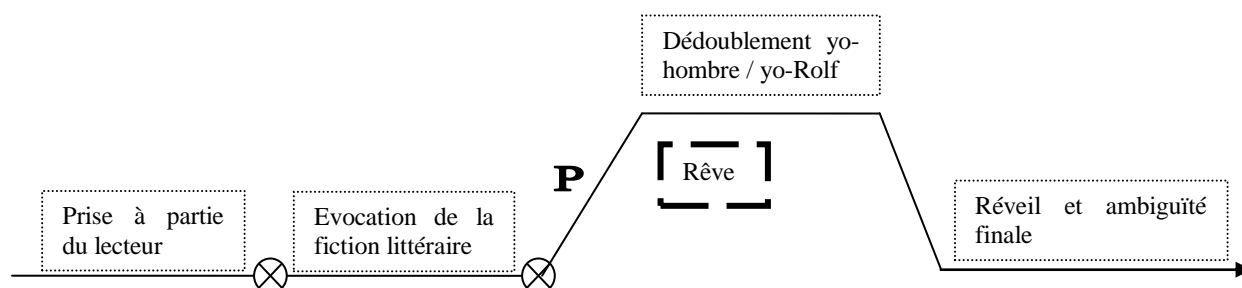 Prise à partie
du lecteur
Evocation de la
fiction littéraire
P
Dédoublement yo-
hombre / yo-Rolf
Rêve
Réveil et ambiguïté
finale